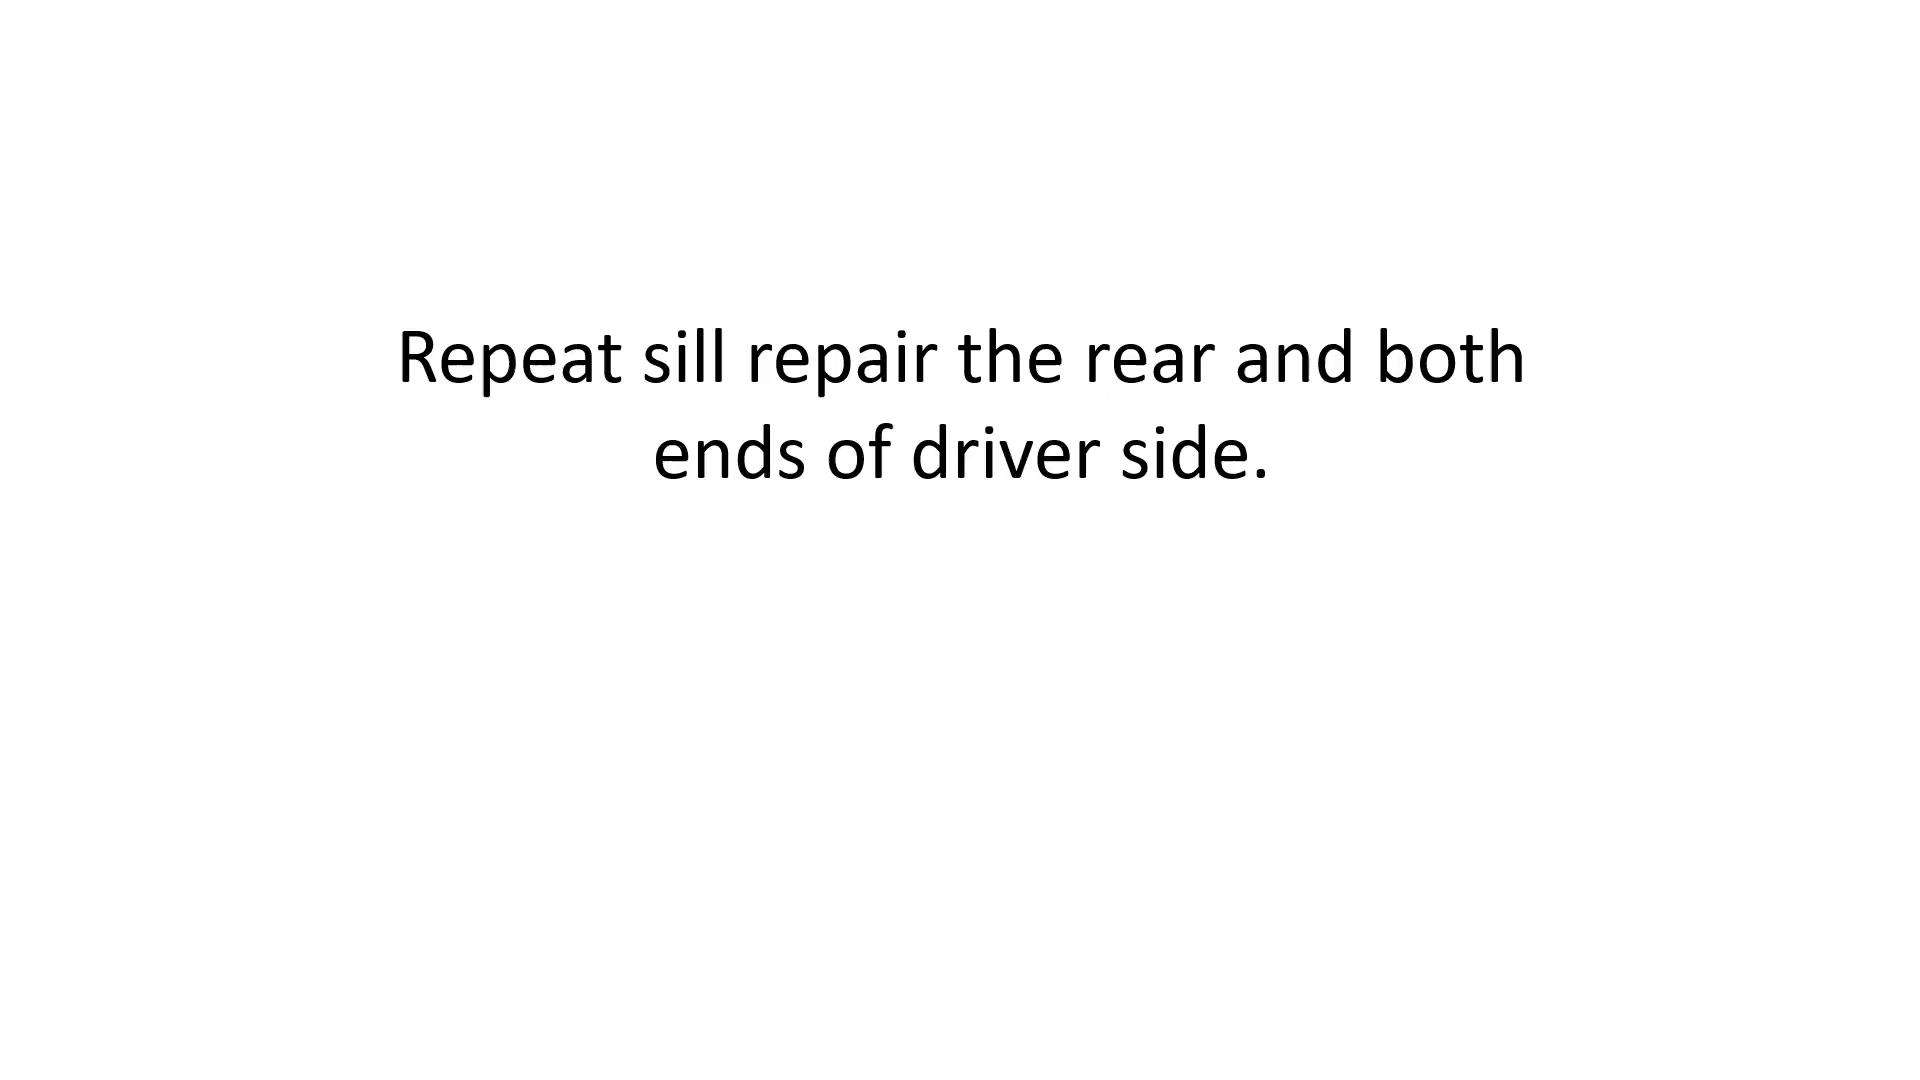 Repeat sill repair the rear and both
ends of driver side.